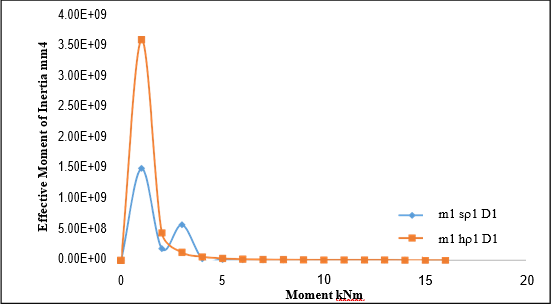 4.00E+09
3.50E+09
3.00E+09
2.50E+09
2.00E+09
1.50E+09
1.00E+09
5.00E+08
0.00E+00
Effective Moment of Inertia mm4
m1 sρ1 D1
m1 hρ1 D1
0 5 10 15 20
Moment kNm